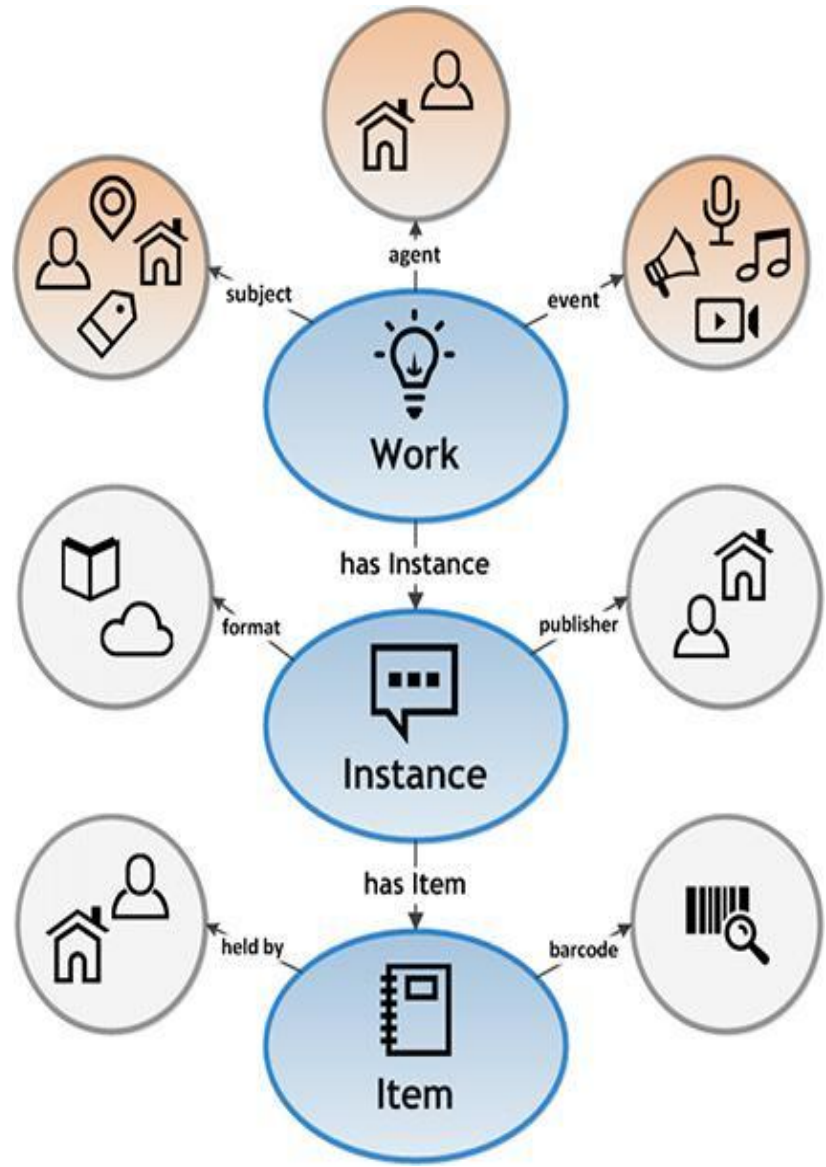 agent
subject
event
Work
has Instance
format
publisher
Instance
has Item
held by
barcode
Item